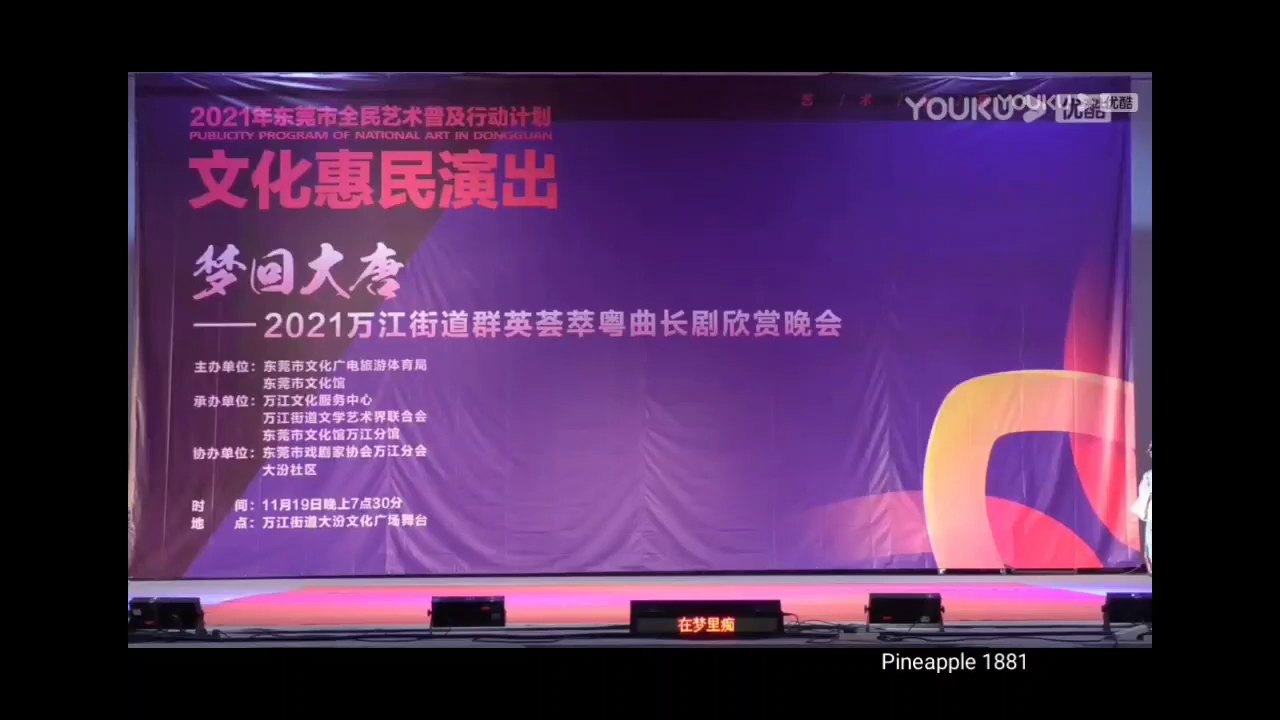 2021年东莞市全民艺术普及行动计划
PUBLICITY PROGRAM OF NATIONAL ART IN DONGGUAN
文化惠民演出
梦回大唐
——2021万江街道群英荟萃粤曲长剧欣赏晚会
主办单位：东莞市文化广电旅游体育局
东莞市文化馆
承办单位：万江文化服务中心
万江街道文学艺术界联合会
东莞市文化馆万江分馆
协办单位：东莞市戏剧家协会万江分会
大汾社区
时 间：11月19日晚上7点30分
地 点：万江街道大汾文化广场舞台
艺 / 术 /
YOUKU 优酷
YOUKU 优酷
在梦里痴
Pineapple 1881